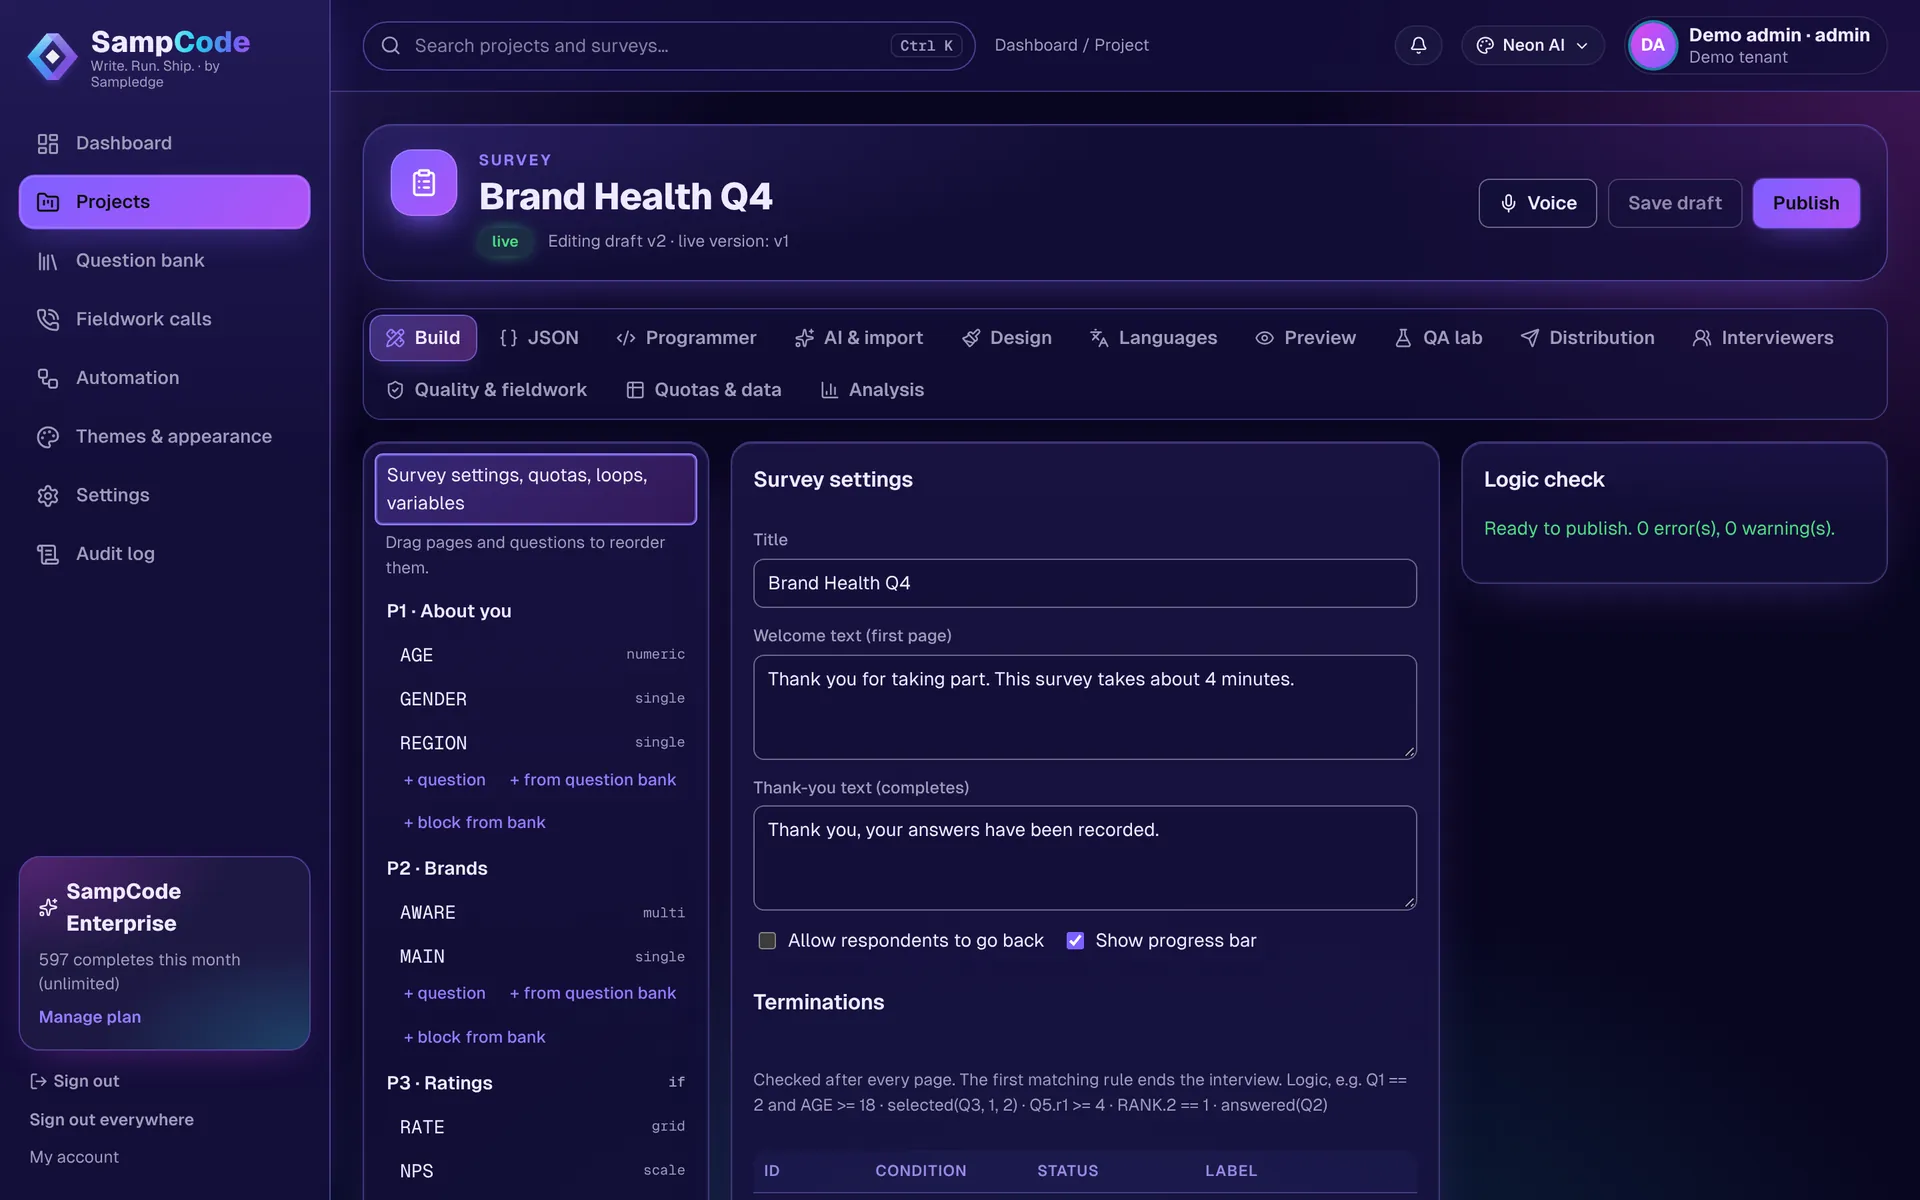 SampCode
Write. Run. Ship. · by
Sampledge
Dashboard
Projects
Question bank
Fieldwork calls
Automation
Themes & appearance
Settings
Audit log
SampCode
Enterprise
597 completes this month
(unlimited)
Manage plan
Sign out
Sign out everywhere
My account
Search projects and surveys...
Ctrl K
Dashboard / Project
Neon AI
DA
Demo admin · admin
Demo tenant
SURVEY
Brand Health Q4
live
Editing draft v2 · live version: v1
Voice
Save draft
Publish
Build
{ } JSON
</> Programmer
AI & import
Design
Languages
Preview
QA lab
Distribution
Interviewers
Quality & fieldwork
Quotas & data
Analysis
Survey settings, quotas, loops,
variables
Drag pages and questions to reorder
them.
P1 · About you
AGE numeric
GENDER single
REGION single
+ question + from question bank
+ block from bank
P2 · Brands
AWARE multi
MAIN single
+ question + from question bank
+ block from bank
P3 · Ratings if
RATE grid
NPS scale
Survey settings
Title
Brand Health Q4
Welcome text (first page)
Thank you for taking part. This survey takes about 4 minutes.
Thank-you text (completes)
Thank you, your answers have been recorded.
Allow respondents to go back
Show progress bar
Terminations
Checked after every page. The first matching rule ends the interview. Logic, e.g. Q1 ==
2 and AGE >= 18 · selected(Q3, 1, 2) · Q5.r1 >= 4 · RANK.2 == 1 · answered(Q2)
ID CONDITION STATUS LABEL
Logic check
Ready to publish. 0 error(s), 0 warning(s).